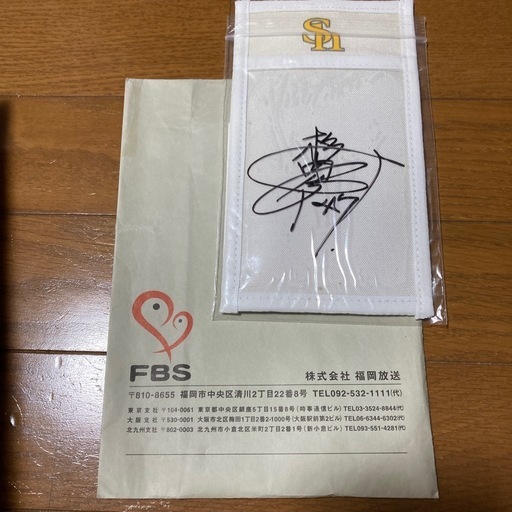 SH
FBS
株式会社 福岡放送
〒810-8655 福岡市中央区清川2丁目22番8号 TEL092-532-1111(代)
東京支社 〒104-0061 東京都中央区銀座5丁目15番8号(時事通信ビル) TEL03-3524-8844(代)
大阪支社 〒530-0001 大阪市北区梅田1丁目2番2-1000号(大阪駅前第2ビル) TEL06-6344-6302(代)
北九州支社 〒802-0003 北九州市小倉北区米町2丁目2番1号(新小倉ビル) TEL093-551-4281(代)